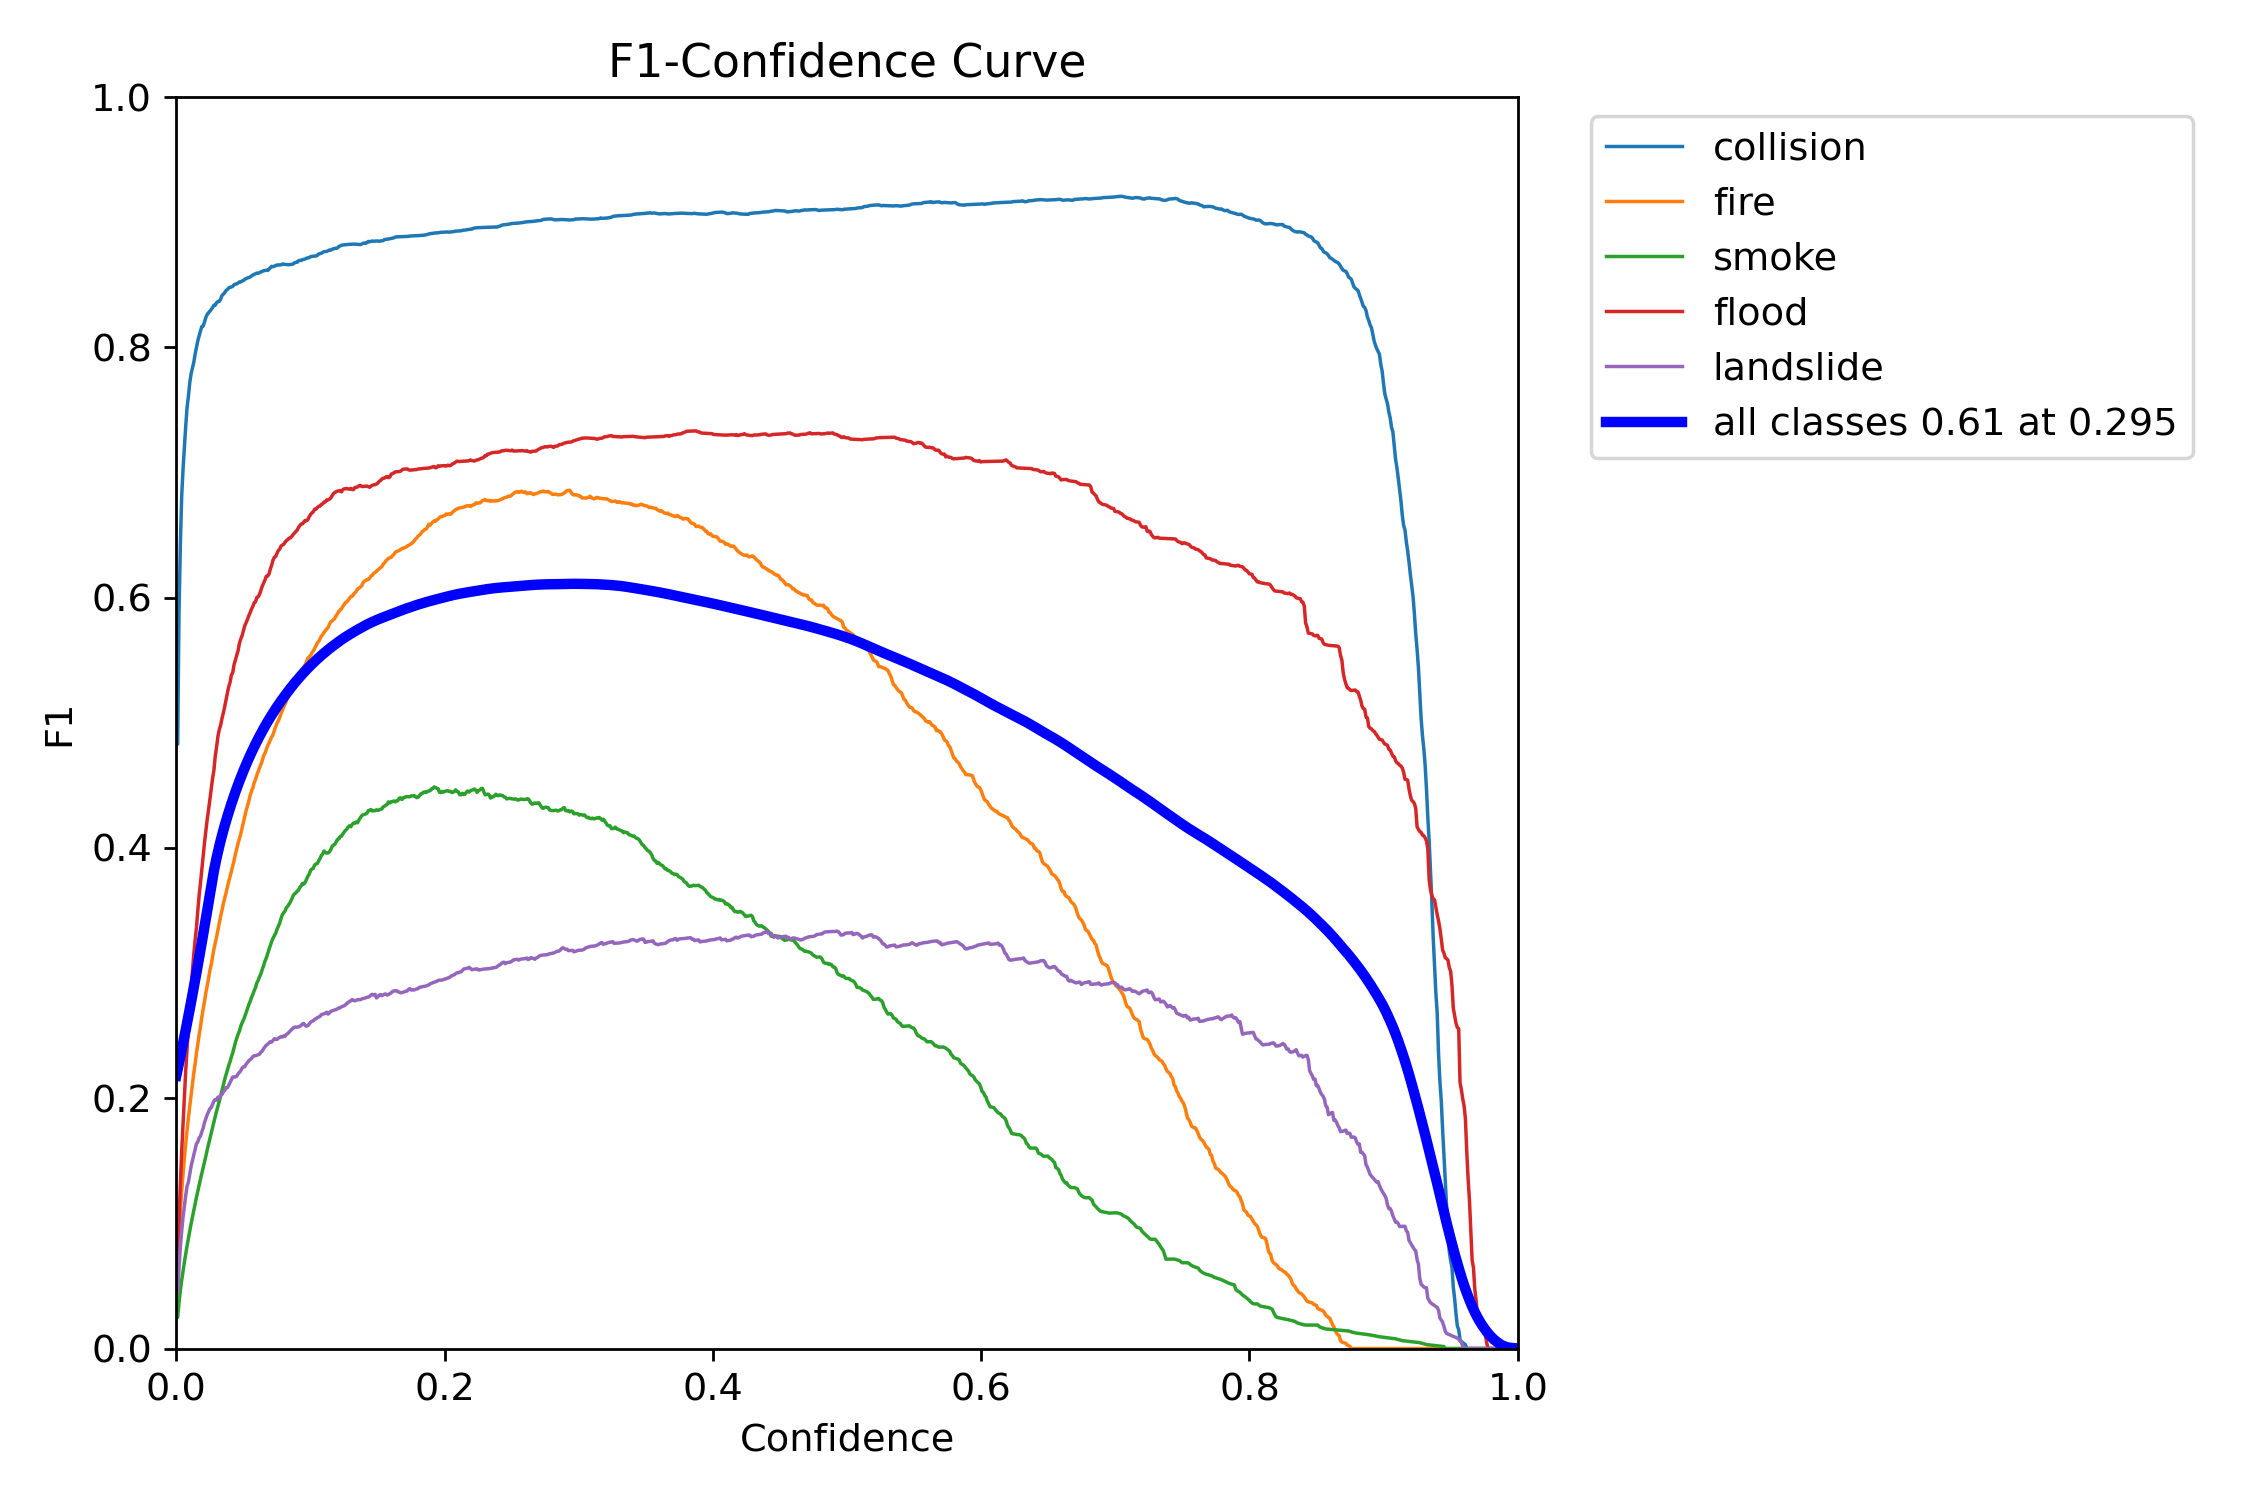 F1-Confidence Curve
1.0
0.8
0.6
0.4
0.2
0.0
F1
0.0 0.2 0.4 0.6 0.8 1.0
Confidence
collision
fire
smoke
flood
landslide
all classes 0.61 at 0.295